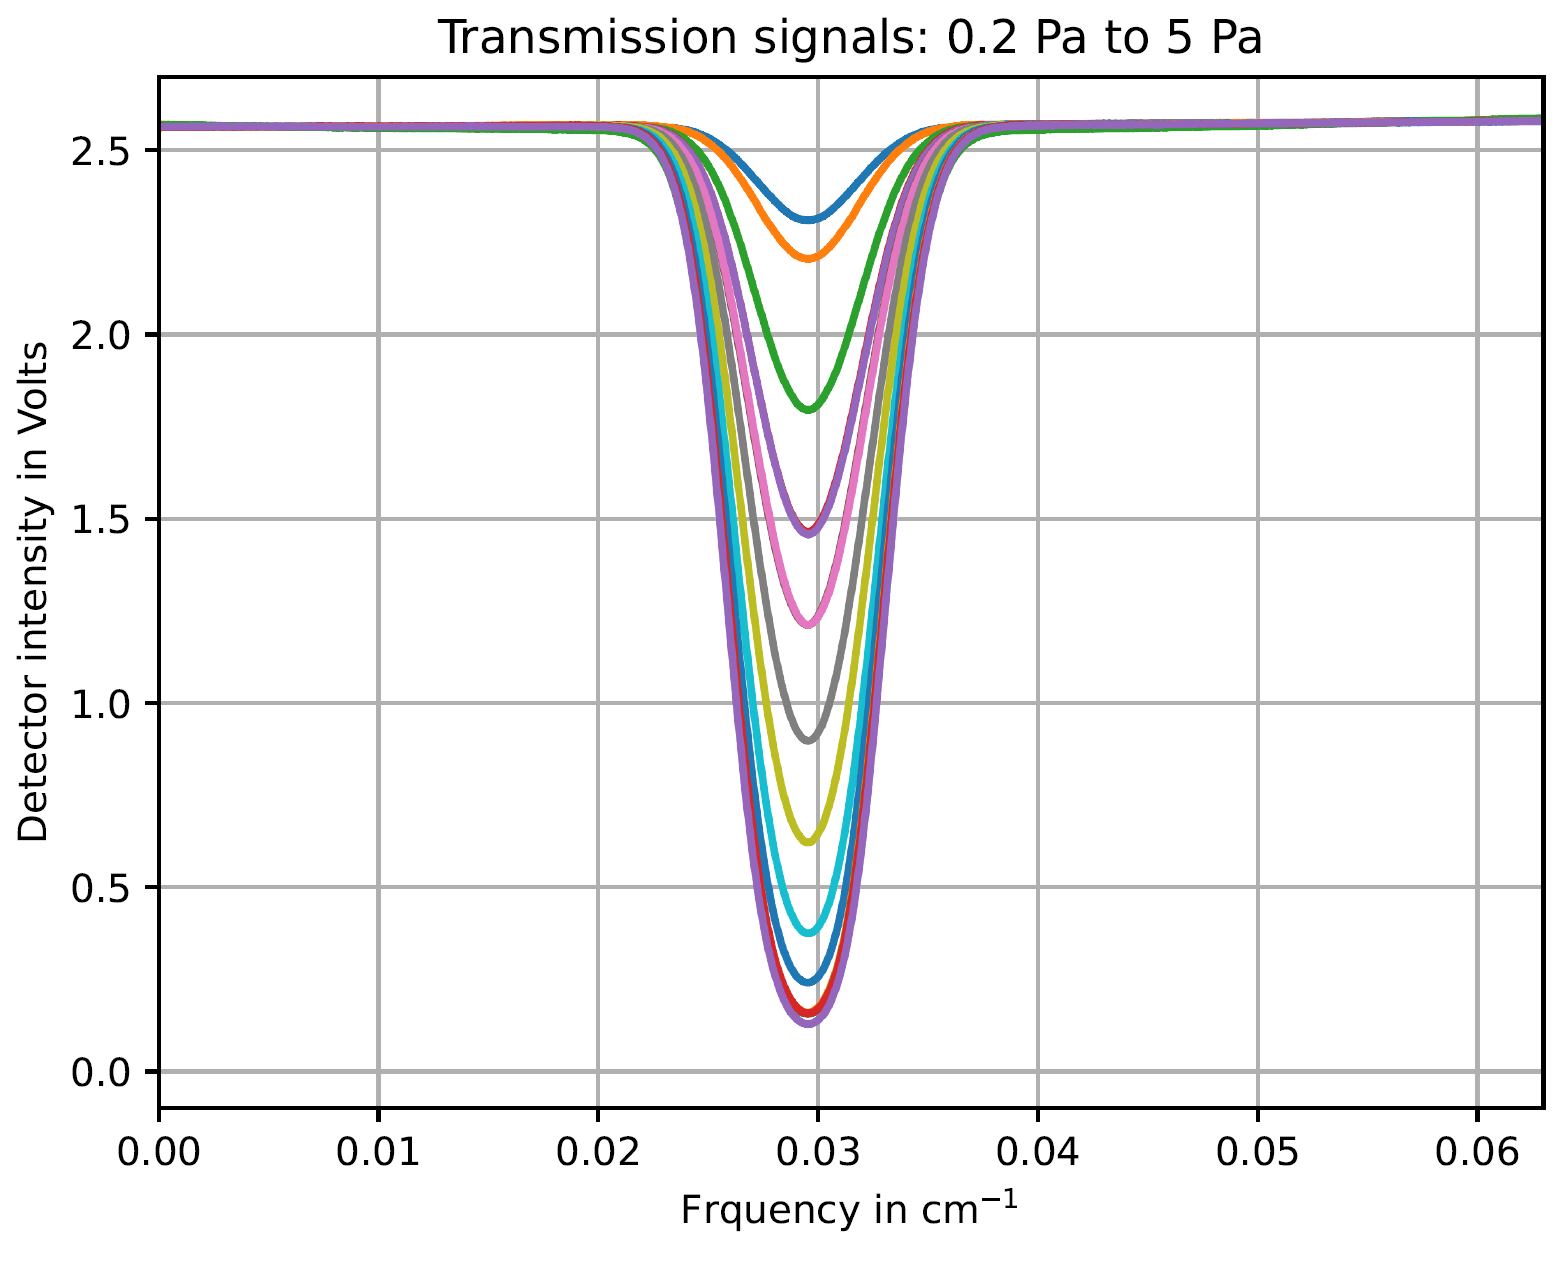 Transmission signals: 0.2 Pa to 5 Pa
Detector intensity in Volts
2.5
2.0
1.5
1.0
0.5
0.0
0.00 0.01 0.02 0.03 0.04 0.05 0.06
Frquency in cm⁻¹